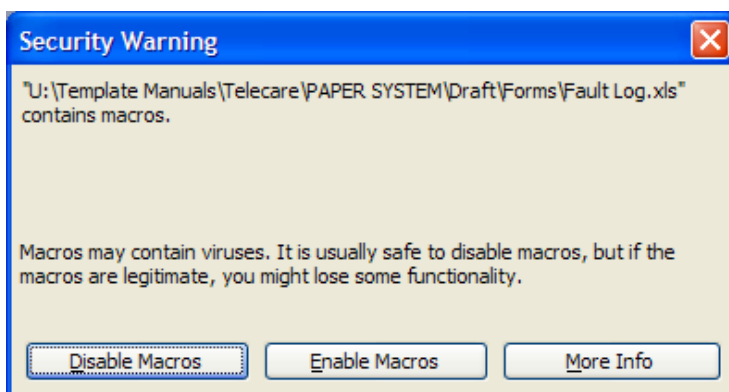 Security Warning
"U:\Template Manuals\Telecare\PAPER SYSTEM\Draft\Forms\Fault Log.xls"
contains macros.
Macros may contain viruses. It is usually safe to disable macros, but if the
macros are legitimate, you might lose some functionality.
Disable Macros
Enable Macros
More Info